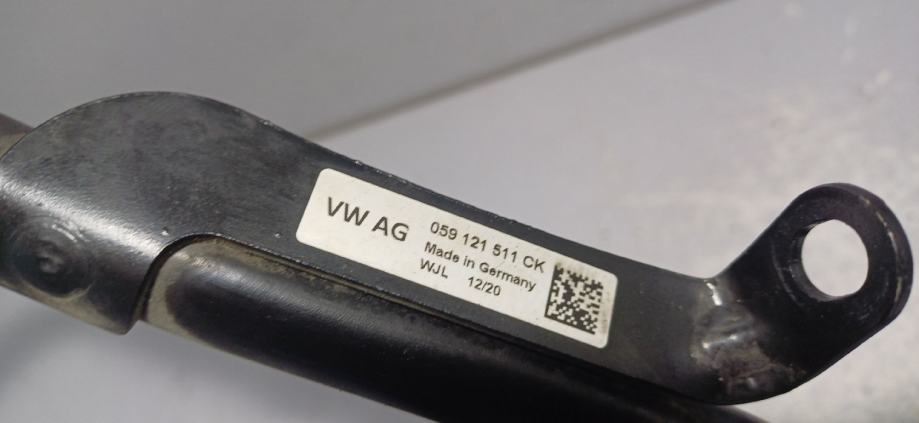 VW AG
059 121 511 CK
Made in Germany
WJL 12/20